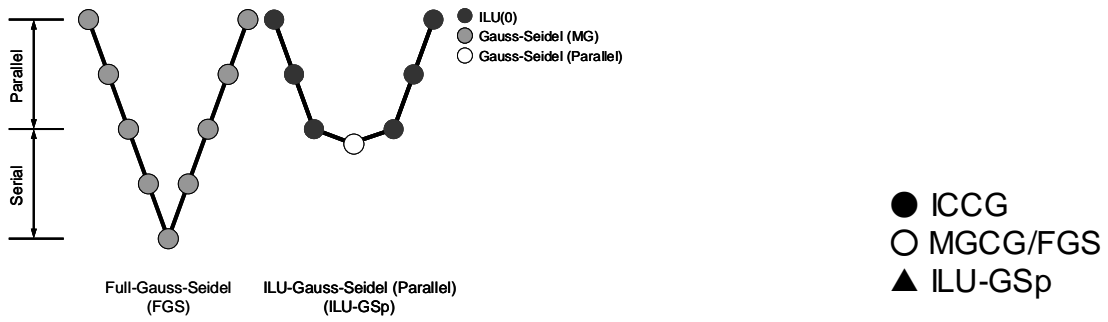 Parallel
Serial
ILU(0)
Gauss-Seidel (MG)
Gauss-Seidel (Parallel)
Full-Gauss-Seidel
(FGS)
ILU-Gauss-Seidel (Parallel)
(ILU-GSp)
ICCG
MGCG/FGS
ILU-GSp